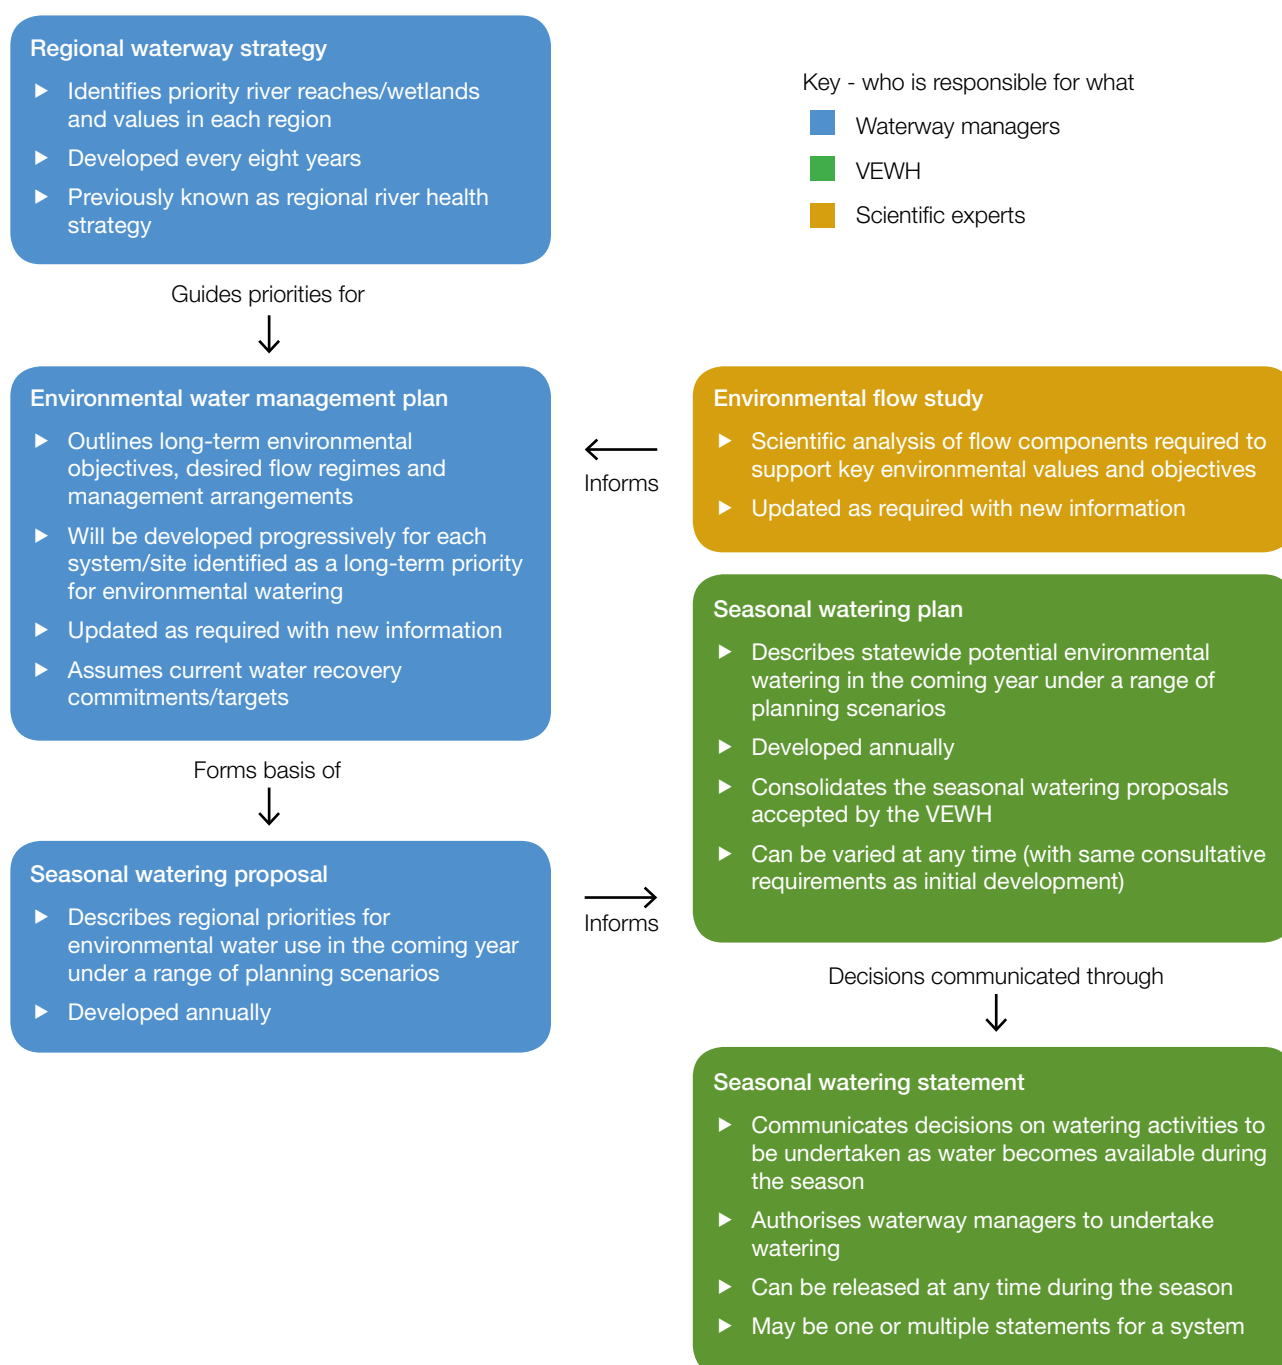 Regional waterway strategy
▶ Identifies priority river reaches/wetlands
and values in each region
▶ Developed every eight years
▶ Previously known as regional river health
strategy
Key - who is responsible for what
Waterway managers
VEWH
Scientific experts
Guides priorities for
Environmental water management plan
▶ Outlines long-term environmental
objectives, desired flow regimes and
management arrangements
▶ Will be developed progressively for each
system/site identified as a long-term priority
for environmental watering
▶ Updated as required with new information
▶ Assumes current water recovery
commitments/targets
Informs
Environmental flow study
▶ Scientific analysis of flow components required to
support key environmental values and objectives
▶ Updated as required with new information
Forms basis of
Seasonal watering proposal
▶ Describes regional priorities for
environmental water use in the coming year
under a range of planning scenarios
▶ Developed annually
Informs
Seasonal watering plan
▶ Describes statewide potential environmental
watering in the coming year under a range of
planning scenarios
▶ Developed annually
▶ Consolidates the seasonal watering proposals
accepted by the VEWH
▶ Can be varied at any time (with same consultative
requirements as initial development)
Decisions communicated through
Seasonal watering statement
▶ Communicates decisions on watering activities to
be undertaken as water becomes available during
the season
▶ Authorises waterway managers to undertake
watering
▶ Can be released at any time during the season
▶ May be one or multiple statements for a system